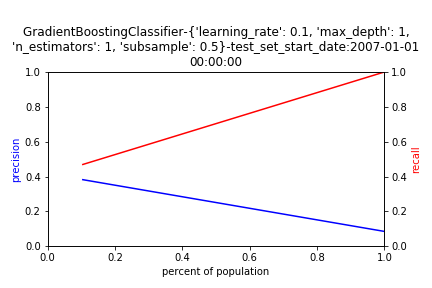 GradientBoostingClassifier-{'learning_rate': 0.1, 'max_depth': 1,
'n_estimators': 1, 'subsample': 0.5}-test_set_start_date:2007-01-01
00:00:00
1.0
0.8
0.6
0.4
0.2
0.0
precision
1.0
0.8
0.6
0.4
0.2
0.0
recall
0.0 0.2 0.4 0.6 0.8 1.0
percent of population